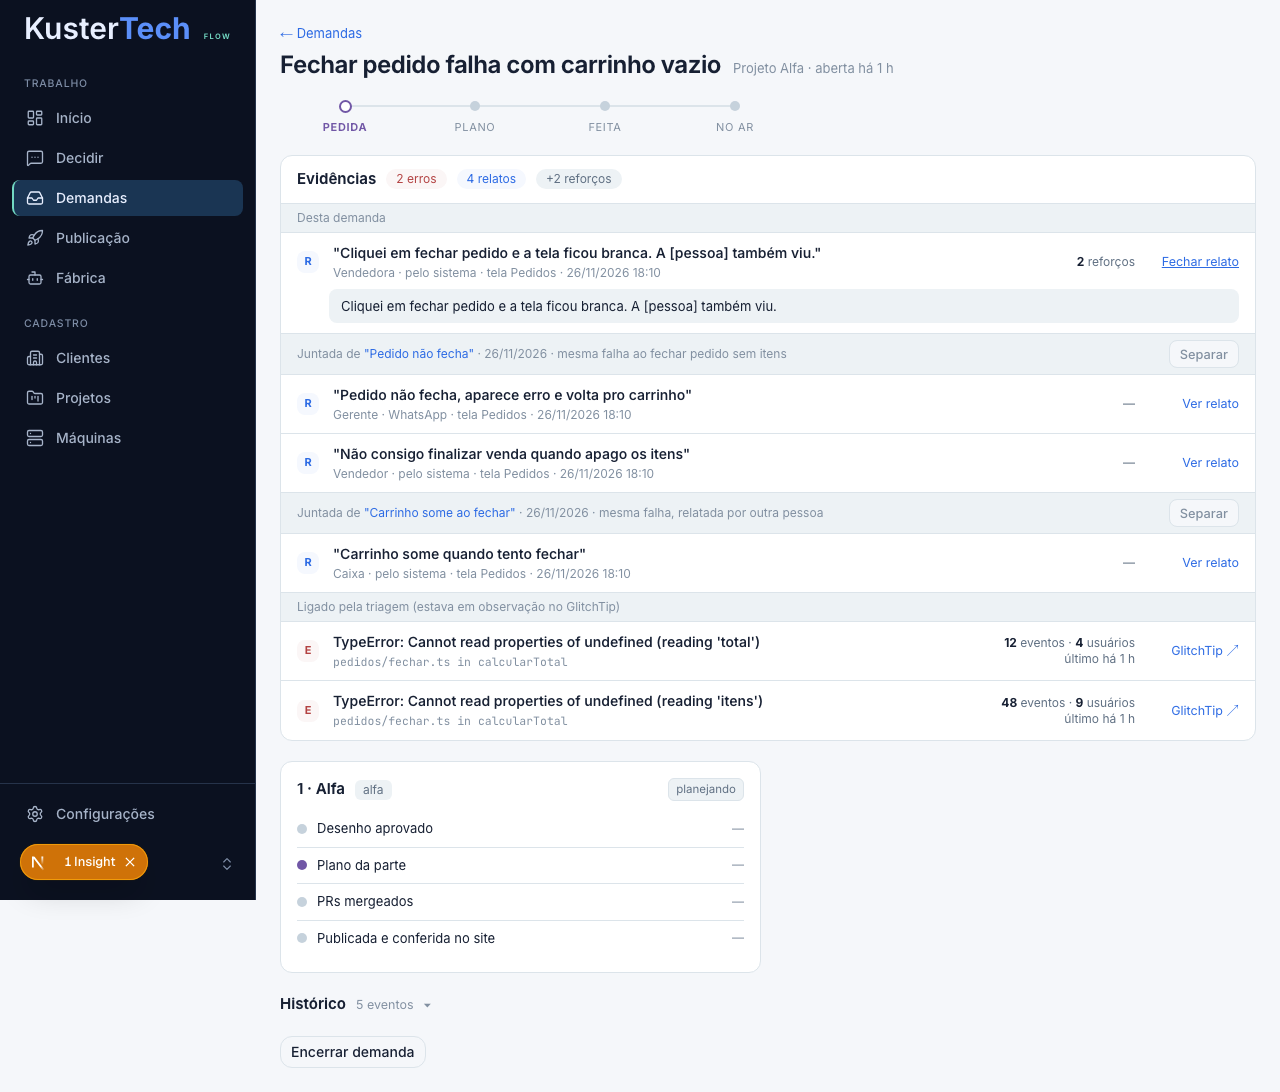 KusterTech FLOW
TRABALHO
Início
Decidir
Demandas
Publicação
Fábrica
CADASTRO
Clientes
Projetos
Máquinas
Configurações
1 Insight
← Demandas
Fechar pedido falha com carrinho vazio Projeto Alfa · aberta há 1 h
PEDIDA PLANO FEITA NO AR
Evidências 2 erros 4 relatos +2 reforços
Desta demanda
R "Cliquei em fechar pedido e a tela ficou branca. A [pessoa] também viu."
Vendedora · pelo sistema · tela Pedidos · 26/11/2026 18:10
2 reforços Fechar relato
Cliquei em fechar pedido e a tela ficou branca. A [pessoa] também viu.
Juntada de "Pedido não fecha" · 26/11/2026 · mesma falha ao fechar pedido sem itens Separar
R "Pedido não fecha, aparece erro e volta pro carrinho"
Gerente · WhatsApp · tela Pedidos · 26/11/2026 18:10
— Ver relato
R "Não consigo finalizar venda quando apago os itens"
Vendedor · pelo sistema · tela Pedidos · 26/11/2026 18:10
— Ver relato
Juntada de "Carrinho some ao fechar" · 26/11/2026 · mesma falha, relatada por outra pessoa Separar
R "Carrinho some quando tento fechar"
Caixa · pelo sistema · tela Pedidos · 26/11/2026 18:10
— Ver relato
Ligado pela triagem (estava em observação no GlitchTip)
E TypeError: Cannot read properties of undefined (reading 'total')
pedidos/fechar.ts in calcularTotal
12 eventos · 4 usuários
último há 1 h
GlitchTip ↗
E TypeError: Cannot read properties of undefined (reading 'itens')
pedidos/fechar.ts in calcularTotal
48 eventos · 9 usuários
último há 1 h
GlitchTip ↗
1 · Alfa alfa planejando
Desenho aprovado —
Plano da parte —
PRs mergeados —
Publicada e conferida no site —
Histórico 5 eventos
Encerrar demanda